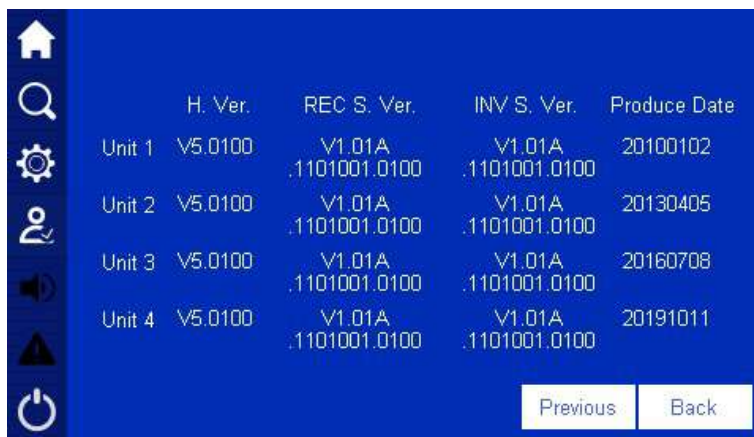 H. Ver. REC S. Ver. INV S. Ver. Produce Date
Unit 1 V5.0100 V1.01A V1.01A 20100102
.1101001.0100 .1101001.0100
Unit 2 V5.0100 V1.01A V1.01A 20130405
.1101001.0100 .1101001.0100
Unit 3 V5.0100 V1.01A V1.01A 20160708
.1101001.0100 .1101001.0100
Unit 4 V5.0100 V1.01A V1.01A 20191011
.1101001.0100 .1101001.0100
Previous Back